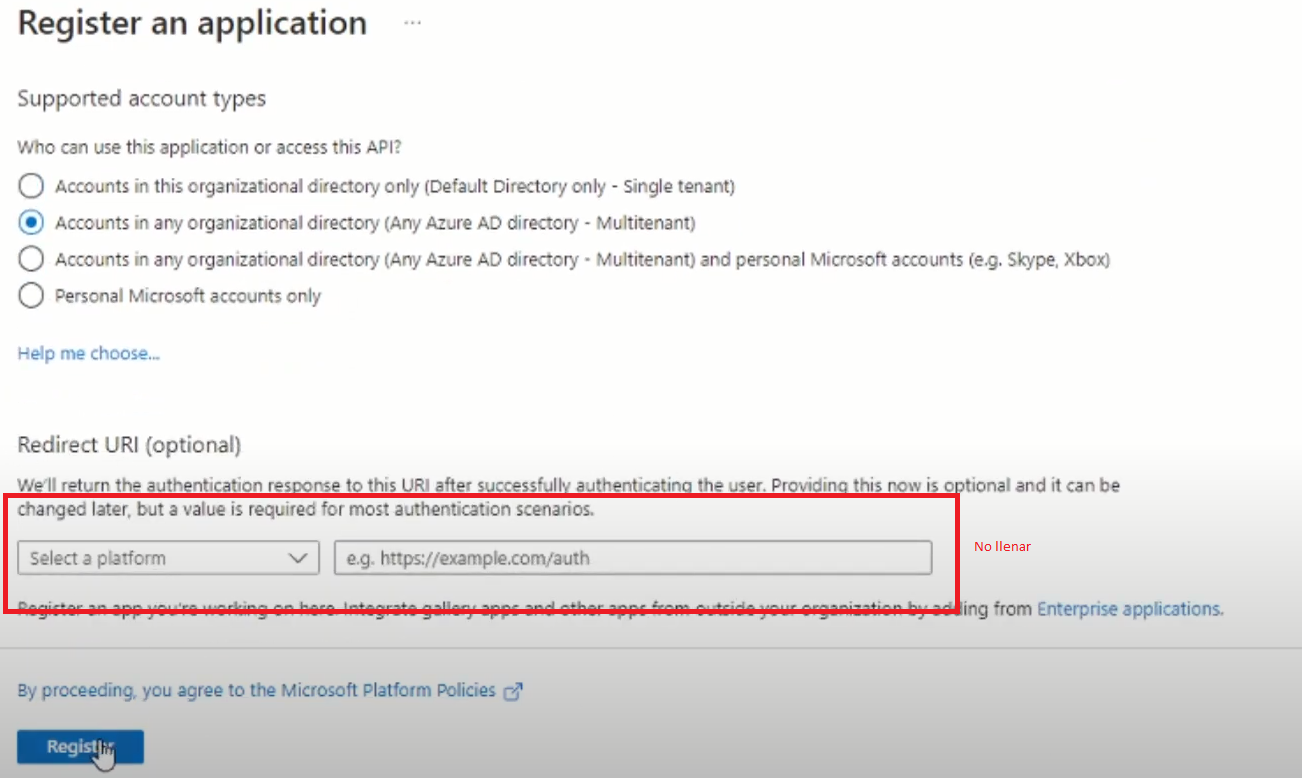 Register an application ...
Supported account types
Who can use this application or access this API?
Accounts in this organizational directory only (Default Directory only - Single tenant)
Accounts in any organizational directory (Any Azure AD directory - Multitenant)
Accounts in any organizational directory (Any Azure AD directory - Multitenant) and personal Microsoft accounts (e.g. Skype, Xbox)
Personal Microsoft accounts only
Help me choose...
Redirect URI (optional)
We'll return the authentication response to this URI after successfully authenticating the user. Providing this now is optional and it can be
changed later, but a value is required for most authentication scenarios.
Select a platform
e.g. https://example.com/auth
No llenar
Register an app you're working on here. Integrate gallery apps and other apps from outside your organization by adding from Enterprise applications.
By proceeding, you agree to the Microsoft Platform Policies
Register